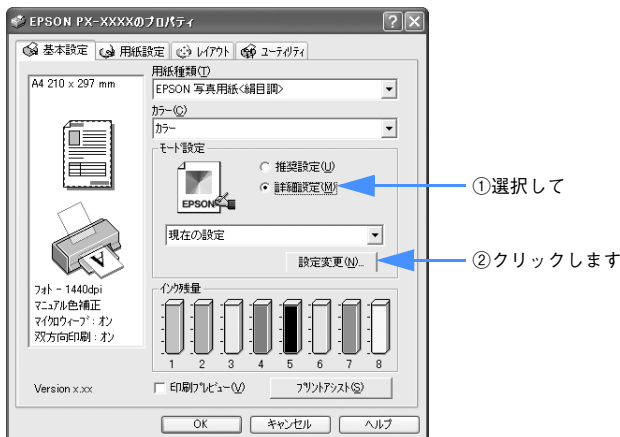 EPSON PX-XXXXのプロパティ
基本設定 用紙設定 レイアウト ユーティリティ
A4 210 x 297 mm
用紙種類(T)
EPSON 写真用紙<絹目調>
カラー(C)
カラー
モード設定
推奨設定(U)
詳細設定(M)
EPSON
現在の設定
設定変更(N)...
①選択して
②クリックします
A
フォト - 1440dpi
マニュアル色補正
マイクロウィーブ: オン
双方向印刷: オン
インク残量
1 2 3 4 5 6 7 8
Version x.xx
印刷プレビュー(V)
プリントアシスト(S)
OK キャンセル ヘルプ